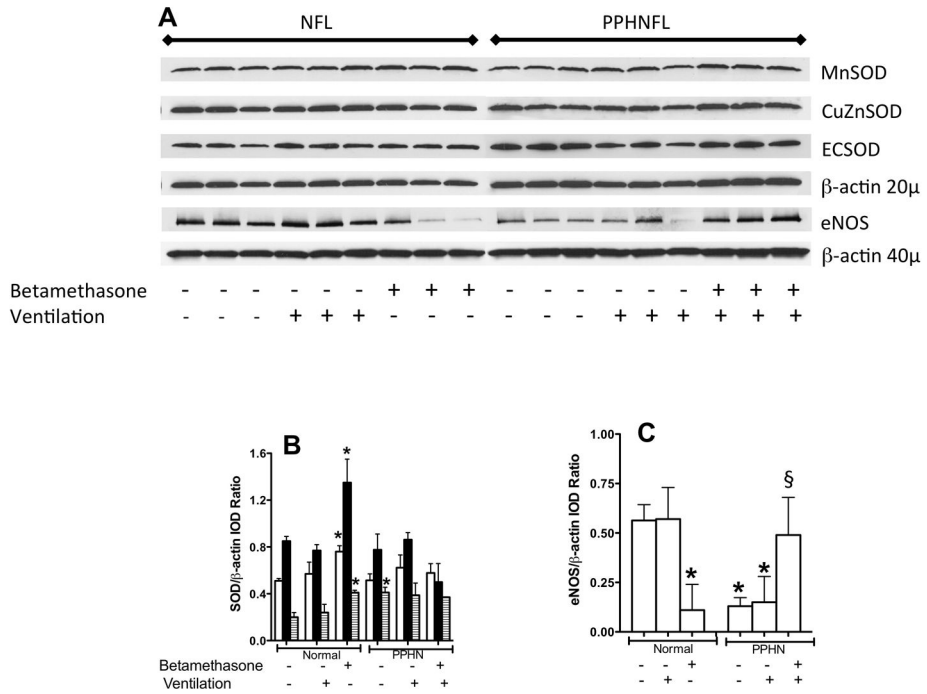 A
NFL PPHNFL
MnSOD
CuZnSOD
ECSOD
β-actin 20μ
eNOS
β-actin 40μ
Betamethasone - - - - - - + + + - - - - - - + + +
Ventilation - - - + + + - - - - - - + + + + + +
B
SOD/β-actin IOD Ratio
1.6
1.2
0.8
0.4
0.0
* * * *
Normal PPHN
Betamethasone - - + - - +
Ventilation - + - - + +
C
eNOS/β-actin IOD Ratio
1.00
0.75
0.50
0.25
0.00
* * * §
Normal PPHN
- - + - - +
- + - - + +